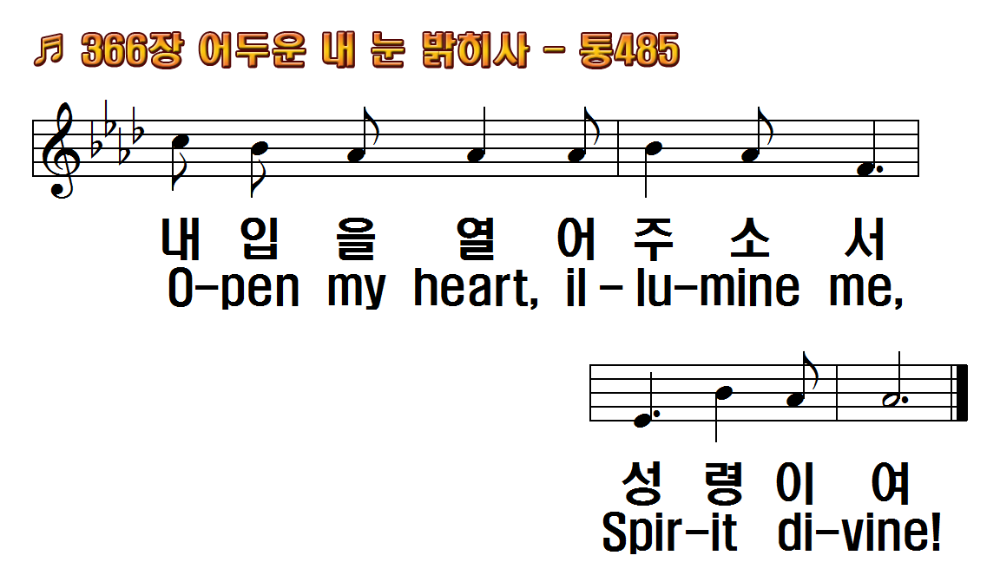 ♬ 366장 어두운 내 눈 밝히사 - 통485
내 입 을 열 어 주 소 서
O-pen my heart, il-lu-mine me,
성 령 이 여
Spir-it di-vine!